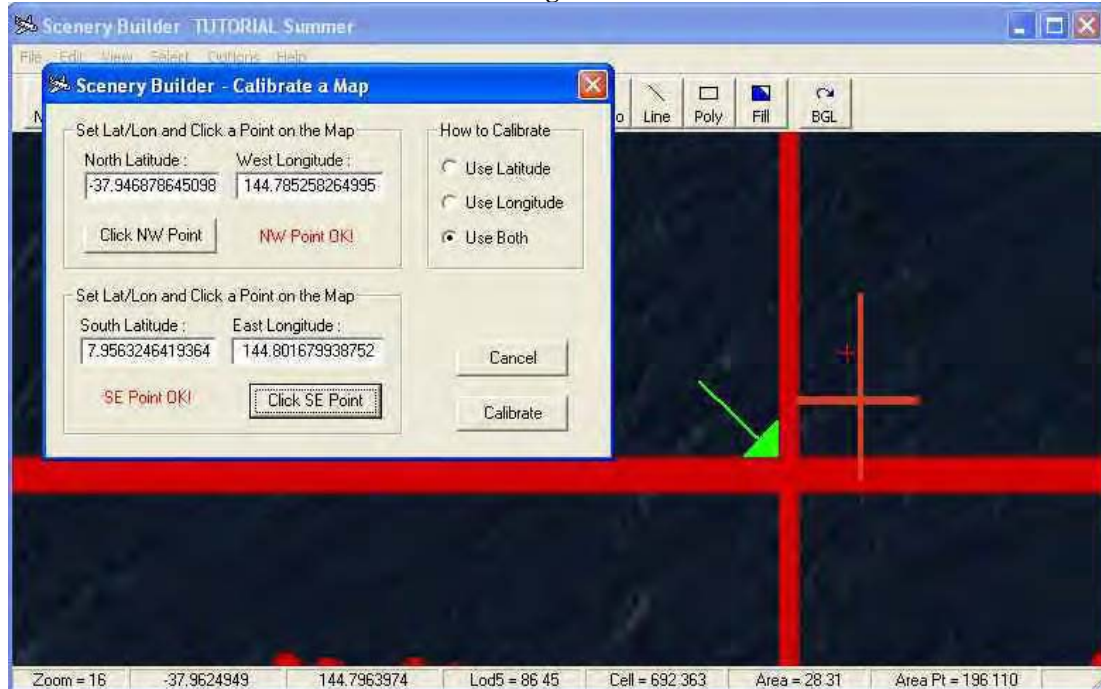 Scenery Builder TUTORIAL Summer
File Edit View Select Options Help
Scenery Builder - Calibrate a Map
Line Poly Fill BGL
Set Lat/Lon and Click a Point on the Map
North Latitude : West Longitude :
-37.946878645098 144.785258264995
Click NW Point NW Point OK!
How to Calibrate
Use Latitude
Use Longitude
Use Both
Set Lat/Lon and Click a Point on the Map
South Latitude : East Longitude :
7.9563246419364 144.801679938752
SE Point OK! Click SE Point
Cancel
Calibrate
Zoom = 16 -37.9624949 144.7963974 Lod5 = 86 45 Cell = 692 363 Area = 28 31 Area Pt = 196 110